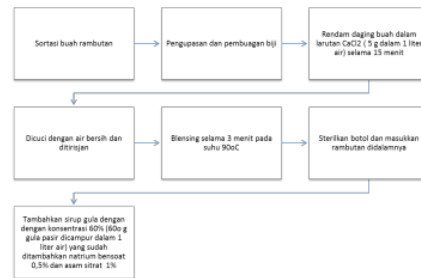 Sortasi buah rambutan
Pengupasan dan pembuagan biji
Rendam daging buah dalam
larutan CaCl2 ( 5 g dalam 1 liter
air) selama 15 menit
Dicuci dengan air bersih dan
ditirisjan
Blensing selama 3 menit pada
suhu 90oC
Sterilkan botol dan masukkan
rambutan didalamnya
Tambahkan sirup gula dengan
dengan konsentrasi 60% (60o g
gula pasir dicampur dalam 1
liter air) yang sudah
ditambahkan natrium bensoat
0,5% dan asam sitrat 1%